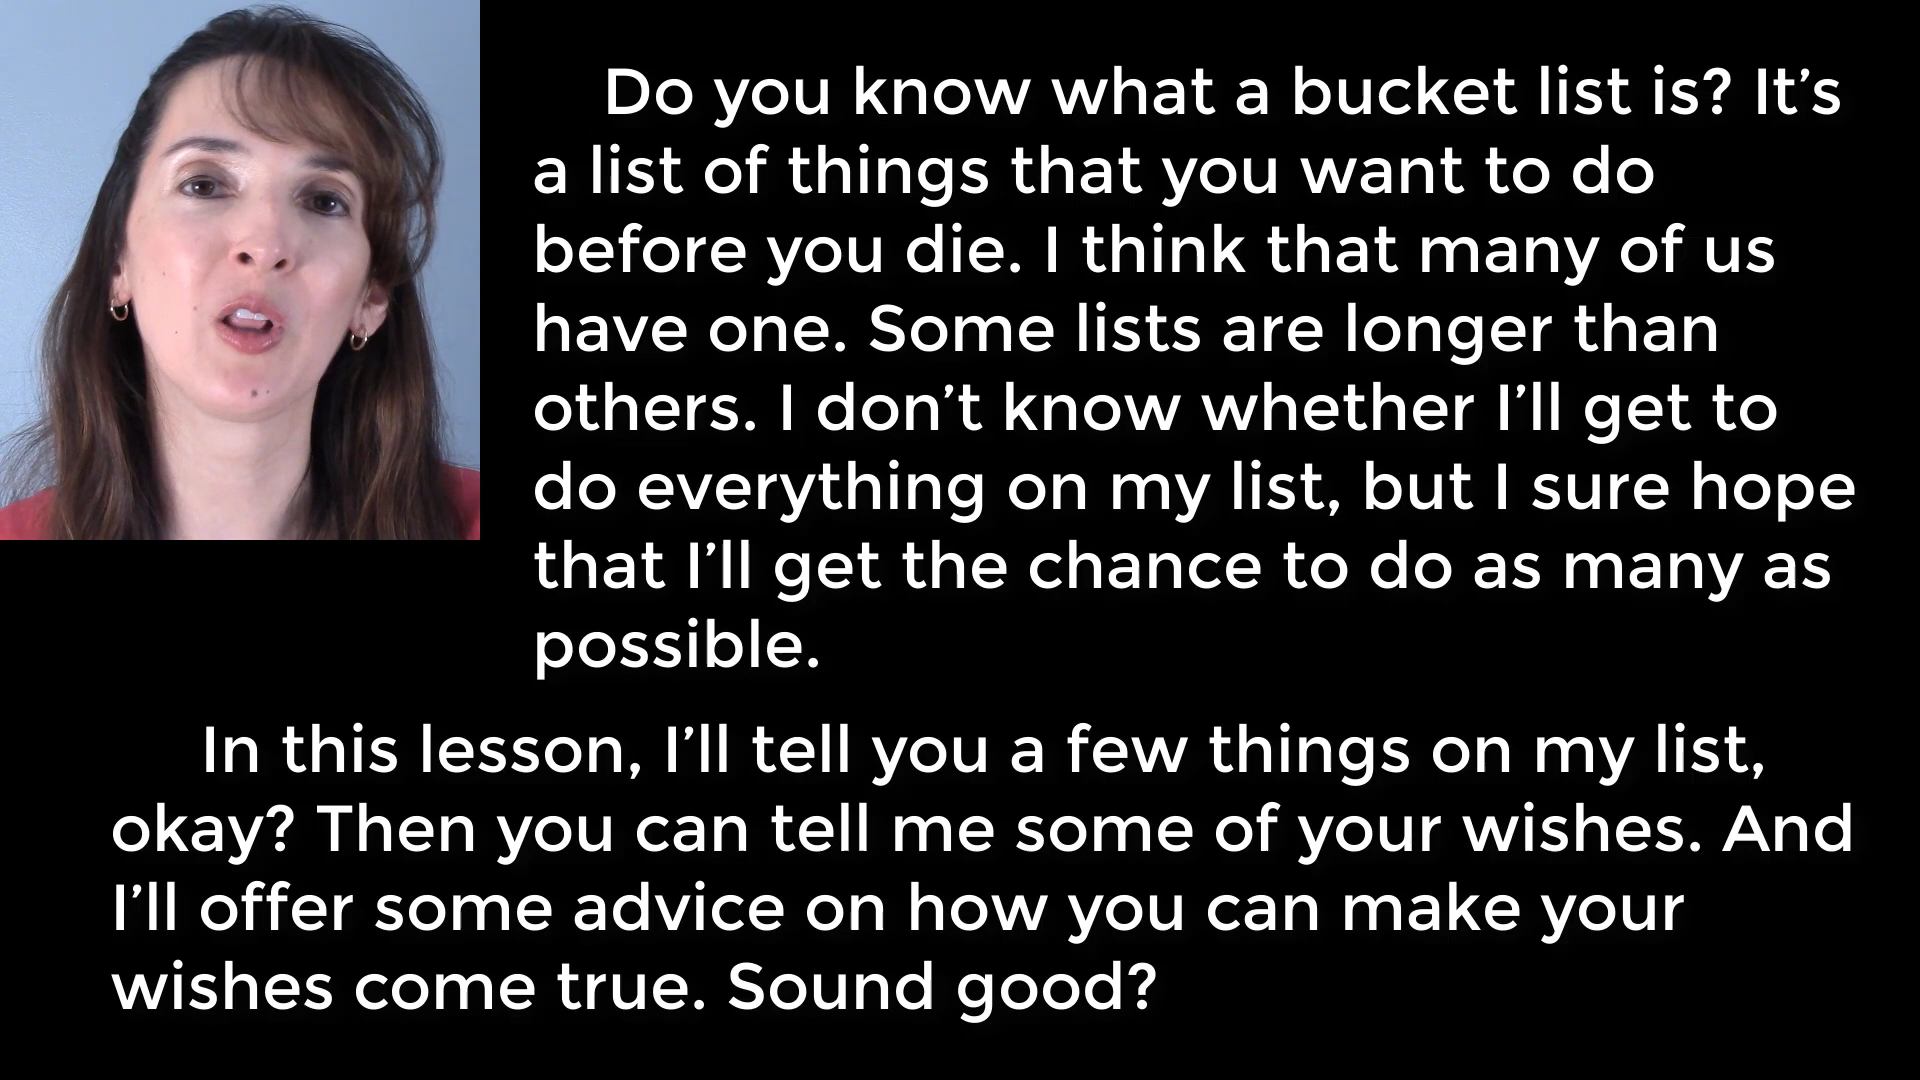 Do you know what a bucket list is? It’s
a list of things that you want to do
before you die. I think that many of us
have one. Some lists are longer than
others. I don’t know whether I’ll get to
do everything on my list, but I sure hope
that I’ll get the chance to do as many as
possible.
In this lesson, I’ll tell you a few things on my list,
okay? Then you can tell me some of your wishes. And
I’ll offer some advice on how you can make your
wishes come true. Sound good?